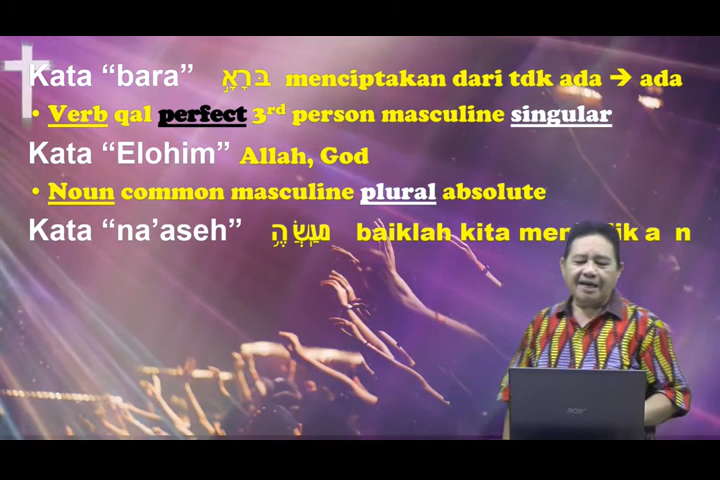 Kata “bara” בָּרָא menciptakan dari tdk ada → ada
• Verb qal perfect 3rd person masculine singular
Kata “Elohim” Allah, God
• Noun common masculine plural absolute
Kata “na’aseh” baiklah kita
acer